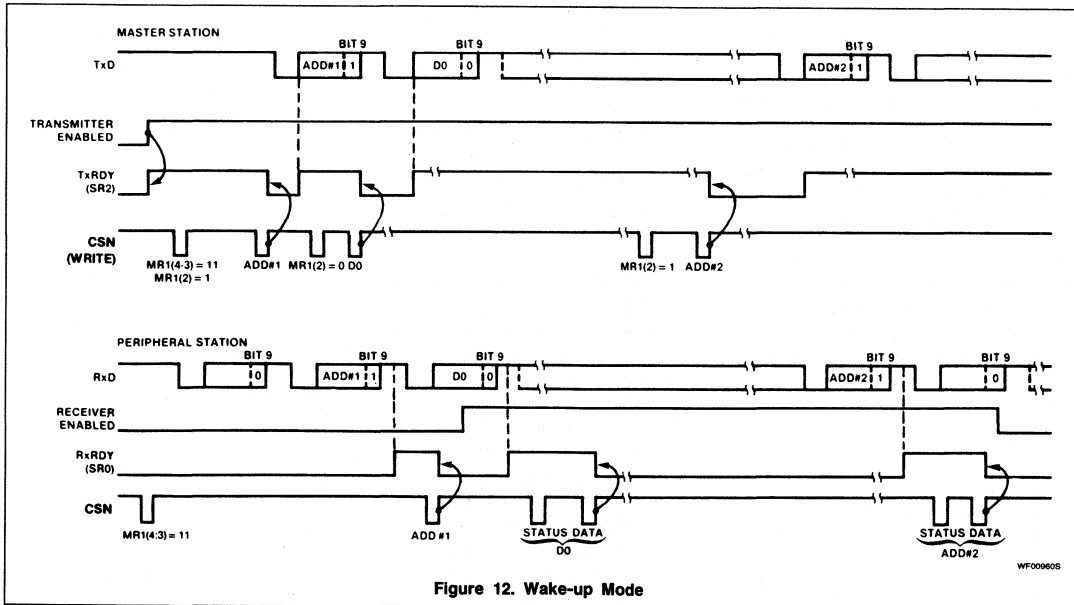 MASTER STATION
BIT 9 BIT 9 BIT 9
TxD ADD#1 1 D0 0 ADD#2 1
TRANSMITTER
ENABLED
TxRDY
(SR2)
CSN
(WRITE)
MR1(4-3) = 11 ADD#1 MR1(2) = 0 D0 MR1(2) = 1 ADD#2
MR1(2) = 1
PERIPHERAL STATION
BIT 9 BIT 9 BIT 9 BIT 9 BIT 9
RxD 0 ADD#1 1 D0 0 ADD#2 1 0
RECEIVER
ENABLED
RxRDY
(SR0)
CSN
MR1(4:3) = 11 ADD #1 STATUS DATA STATUS DATA
D0 ADD#2
WF00960S
Figure 12. Wake-up Mode